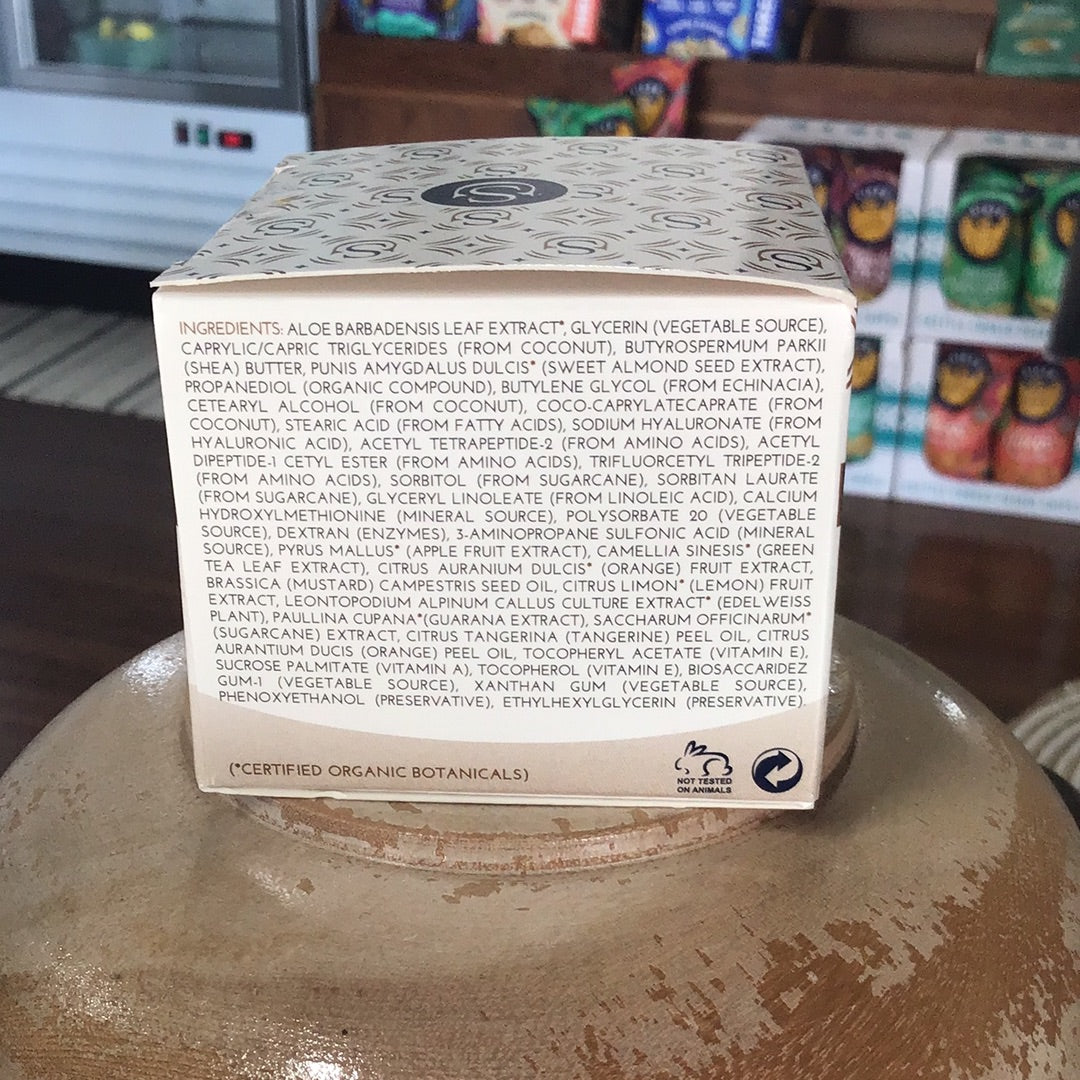 INGREDIENTS: ALOE BARBADENSIS LEAF EXTRACT*, GLYCERIN (VEGETABLE SOURCE),
CAPRYLIC/CAPRIC TRIGLYCERIDES (FROM COCONUT), BUTYROSPERMUM PARKII
(SHEA) BUTTER, PUNIS AMYGDALUS DULCIS* (SWEET ALMOND SEED EXTRACT),
PROPANEDIOL (ORGANIC COMPOUND), BUTYLENE GLYCOL (FROM ECHINACIA),
CETEARYL ALCOHOL (FROM COCONUT), COCO-CAPRYLATECAPRATE (FROM
COCONUT), STEARIC ACID (FROM FATTY ACIDS), SODIUM HYALURONATE (FROM
HYALURONIC ACID), ACETYL TETRAPEPTIDE-2 (FROM AMINO ACIDS), ACETYL
DIPEPTIDE-1 CETYL ESTER (FROM AMINO ACIDS), TRIFLUORCETYL TRIPEPTIDE-2
(FROM AMINO ACIDS), SORBITOL (FROM SUGARCANE), SORBITAN LAURATE
(FROM SUGARCANE), GLYCERYL LINOLEATE (FROM LINOLEIC ACID), CALCIUM
HYDROXYLMETHIONINE (MINERAL SOURCE), POLYSORBATE 20 (VEGETABLE
SOURCE), DEXTRAN (ENZYMES), 3-AMINOPROPANE SULFONIC ACID (MINERAL
SOURCE), PYRUS MALLUS* (APPLE FRUIT EXTRACT), CAMELLIA SINESIS* (GREEN
TEA LEAF EXTRACT), CITRUS AURANIUM DULCIS* (ORANGE) FRUIT EXTRACT,
BRASSICA (MUSTARD) CAMPESTRIS SEED OIL, CITRUS LIMON* (LEMON) FRUIT
EXTRACT, LEONTOPODIUM ALPINUM CALLUS CULTURE EXTRACT* (EDELWEISS
PLANT), PAULLINA CUPANA*(GUARANA EXTRACT), SACCHARUM OFFICINARUM*
(SUGARCANE) EXTRACT, CITRUS TANGERINA (TANGERINE) PEEL OIL, CITRUS
AURANTIUM DUCIS (ORANGE) PEEL OIL, TOCOPHERYL ACETATE (VITAMIN E),
SUCROSE PALMITATE (VITAMIN A), TOCOPHEROL (VITAMIN E), BIOSACCARIDEZ
GUM-1 (VEGETABLE SOURCE), XANTHAN GUM (VEGETABLE SOURCE),
PHENOXYETHANOL (PRESERVATIVE), ETHYLHEXYLGLYCERIN (PRESERVATIVE).
(*CERTIFIED ORGANIC BOTANICALS)
NOT TESTED
ON ANIMALS